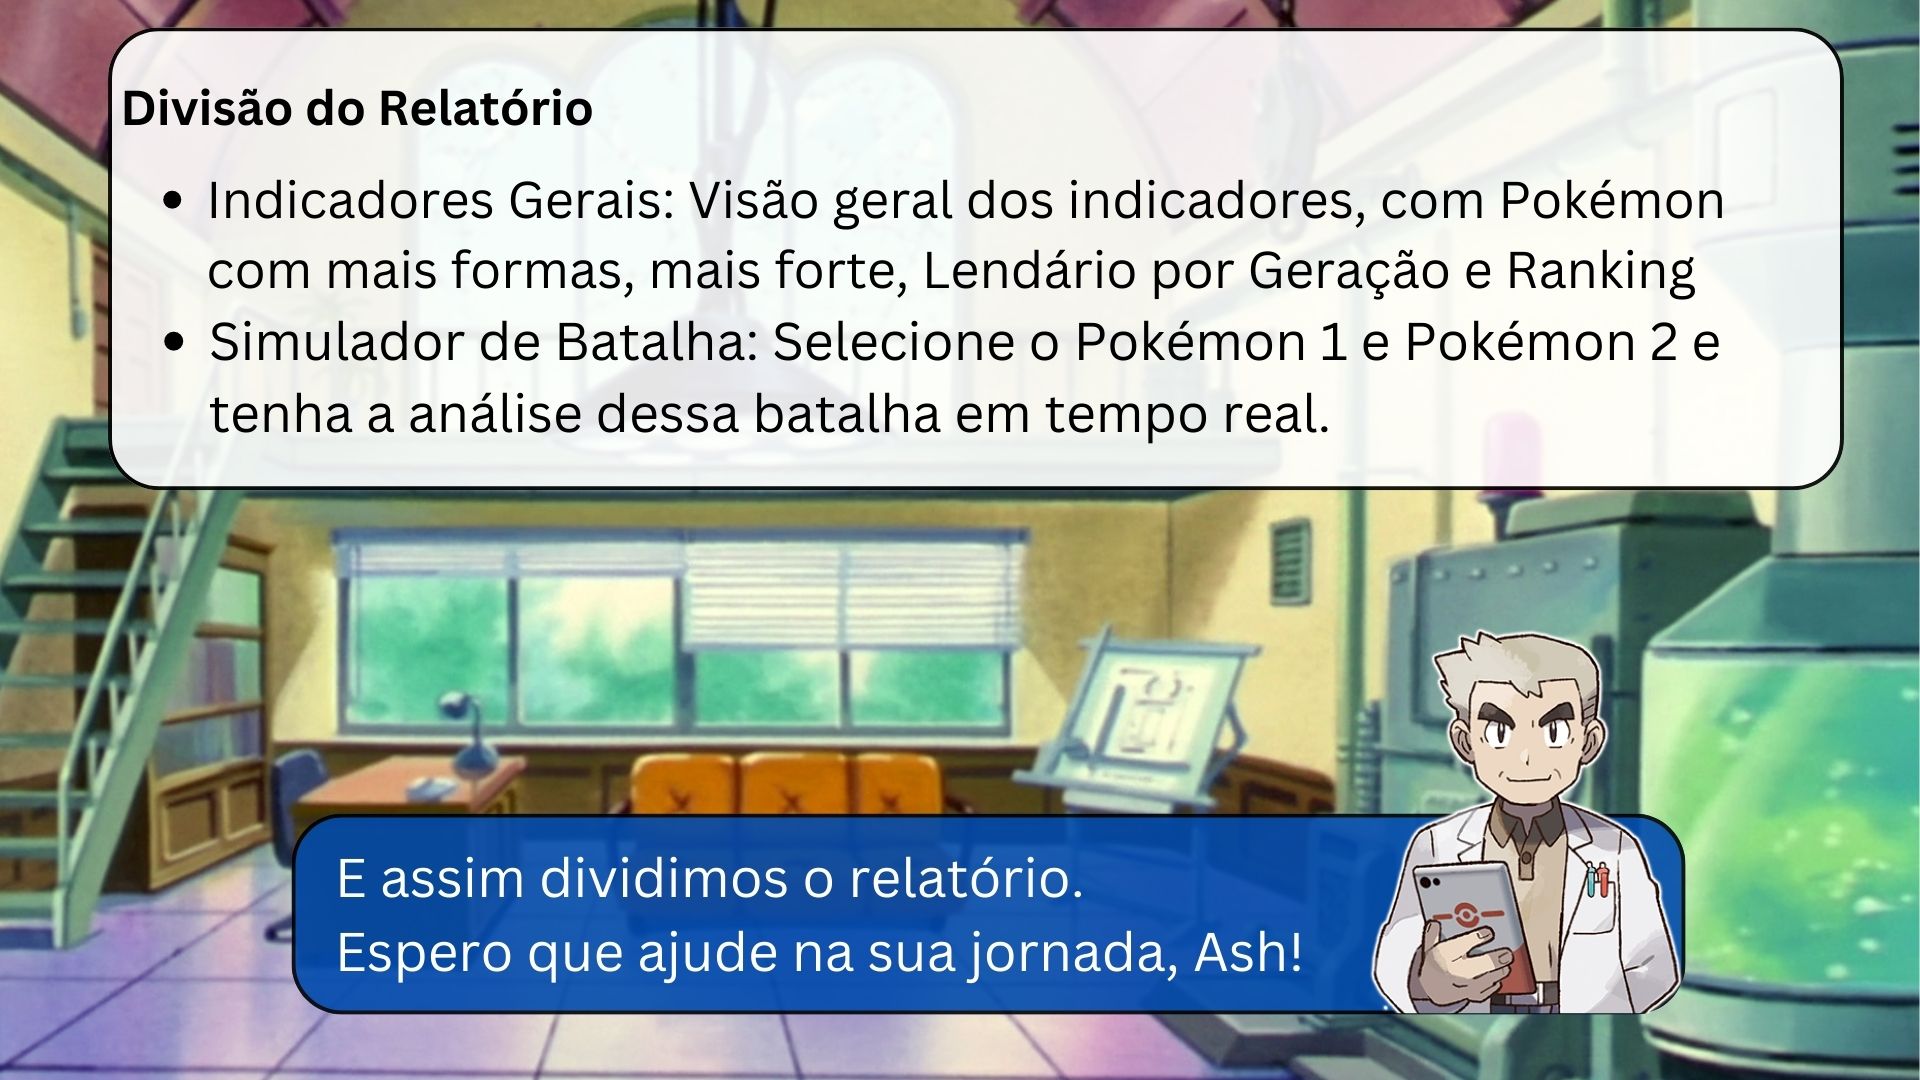 Divisão do Relatório
• Indicadores Gerais: Visão geral dos indicadores, com Pokémon
com mais formas, mais forte, Lendário por Geração e Ranking
• Simulador de Batalha: Selecione o Pokémon 1 e Pokémon 2 e
tenha a análise dessa batalha em tempo real.
E assim dividimos o relatório.
Espero que ajude na sua jornada, Ash!